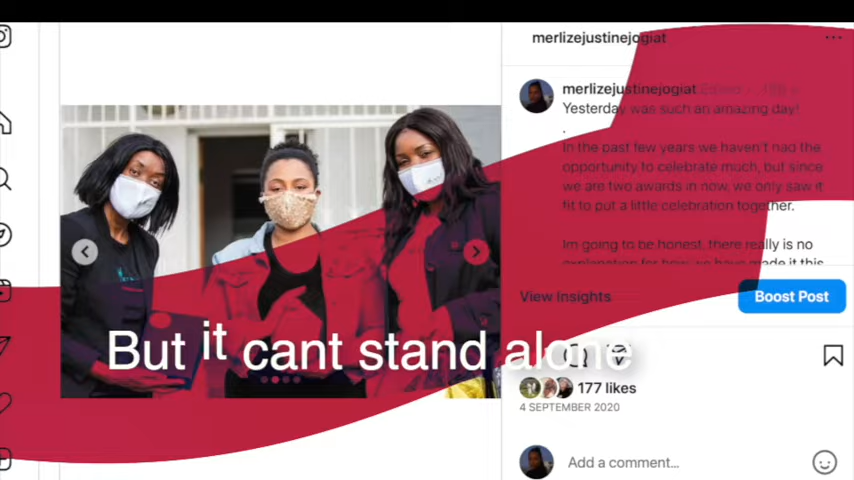 merlizejustinejogiat
merlizejustinejogiat
Yesterday was such an amazing day!
.
In the past few years we haven't had the
opportunity to celebrate much, but since
we are two awards in now, we only saw it
fit to put a little celebration together.
Im going to be honest, there really is no
View Insights
Boost Post
But it cant stand alone
177 likes
4 SEPTEMBER 2020
Add a comment...